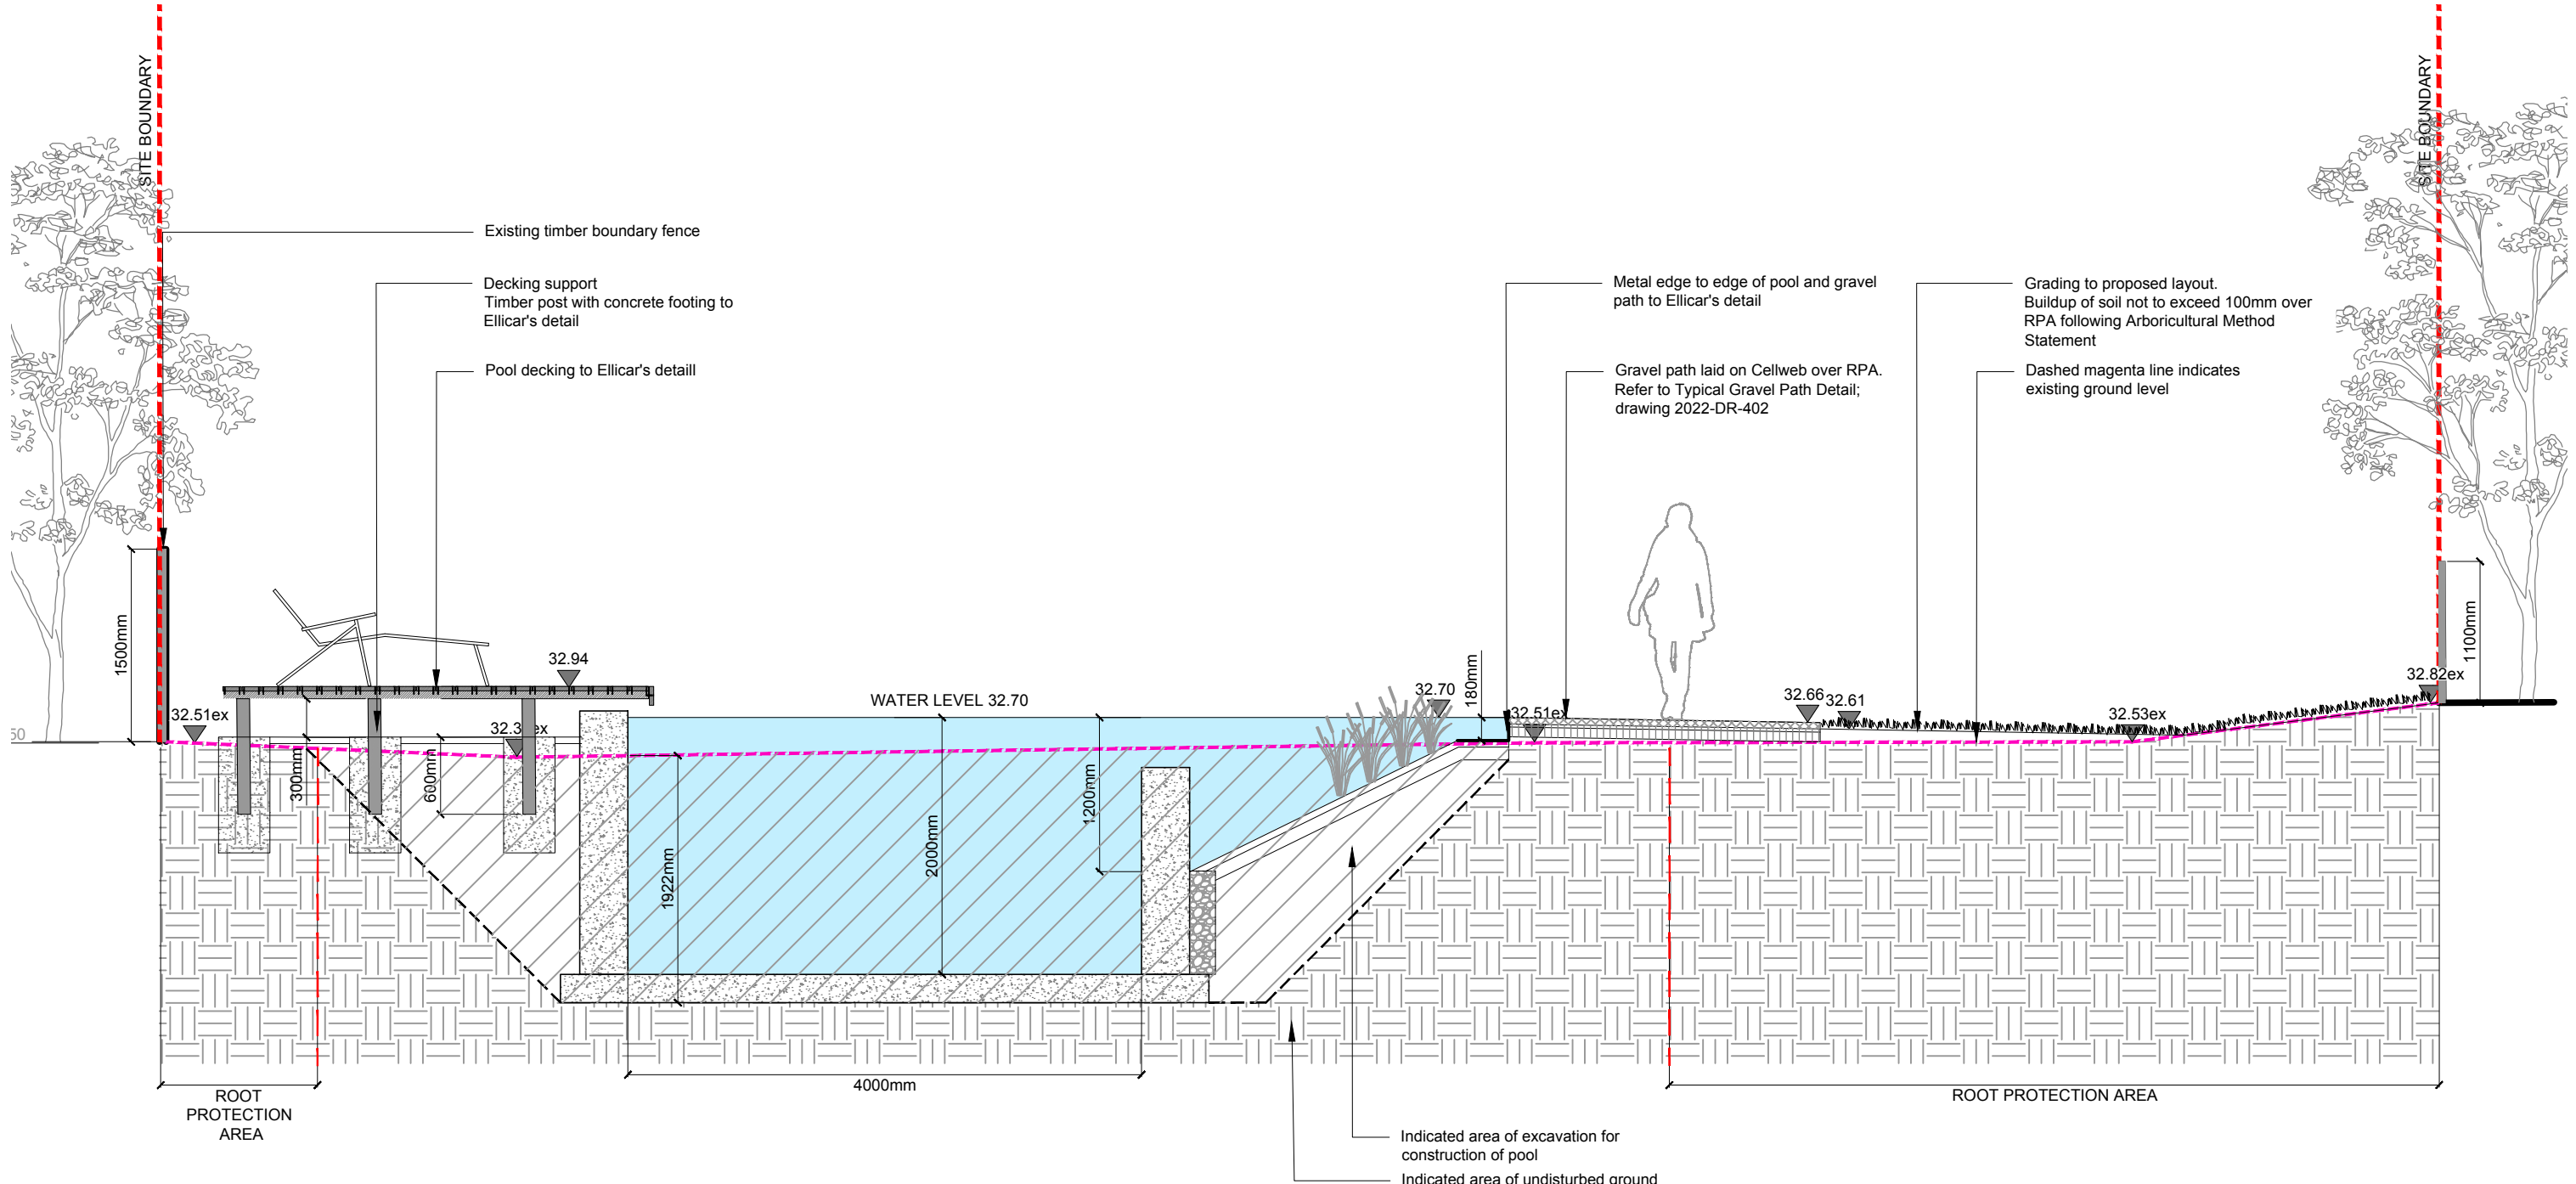 SITE BOUNDARY
SITE BOUNDARY
Existing timber boundary fence
Decking support
Timber post with concrete footing to
Ellicar's detail
Pool decking to Ellicar's detaill
Metal edge to edge of pool and gravel
path to Ellicar's detail
Gravel path laid on Cellweb over RPA.
Refer to Typical Gravel Path Detail;
drawing 2022-DR-402
Grading to proposed layout.
Buildup of soil not to exceed 100mm over
RPA following Arboricultural Method
Statement
Dashed magenta line indicates
existing ground level
1500mm
32.51ex
50
32.94
300mm
600mm
WATER LEVEL 32.70
1922mm
2000mm
1200mm
32.70
180mm
32.51ex
32.66
32.61
32.53ex
32.82ex
1100mm
4000mm
ROOT
PROTECTION
AREA
ROOT PROTECTION AREA
Indicated area of excavation for
construction of pool
Indicated area of undisturbed ground